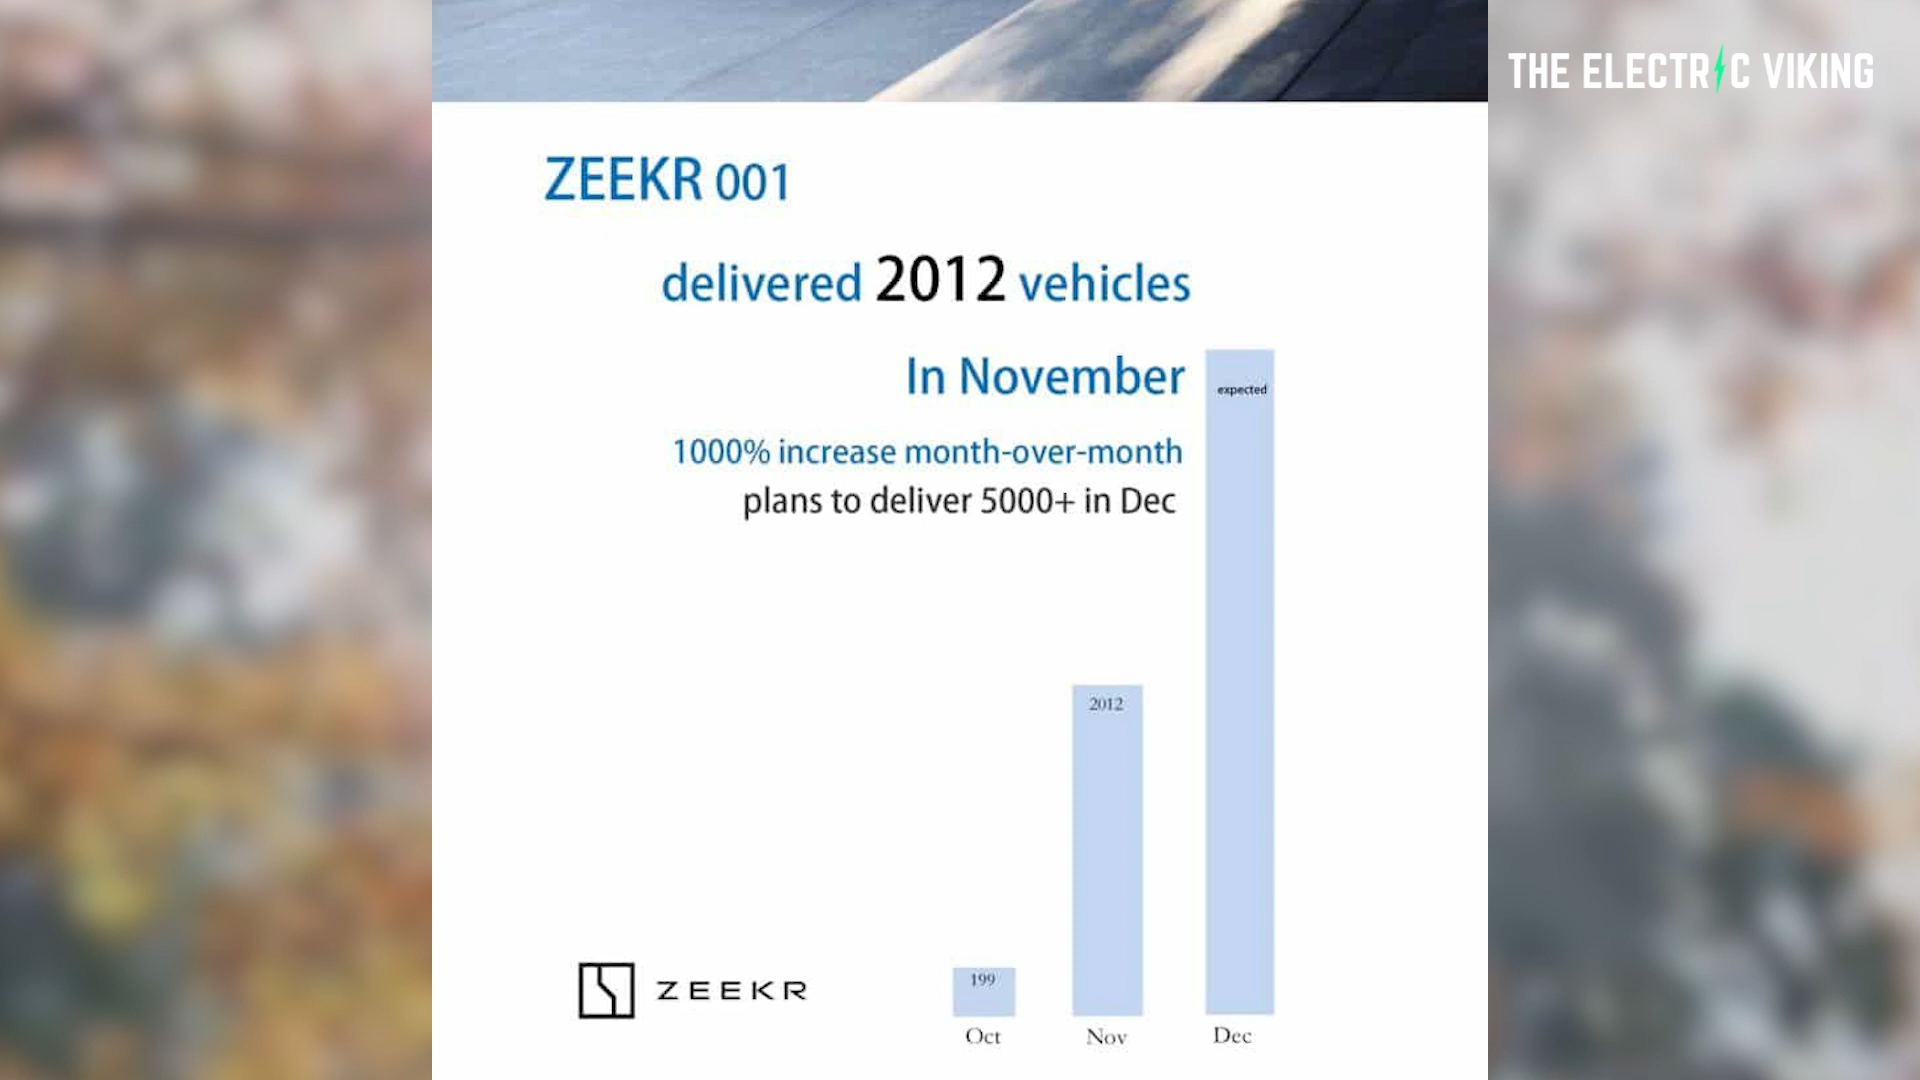 THE ELECTRIC VIKING
ZEEKR 001
delivered 2012 vehicles
In November
expected
1000% increase month-over-month
plans to deliver 5000+ in Dec
2012
199
ZEEKR
Oct
Nov
Dec